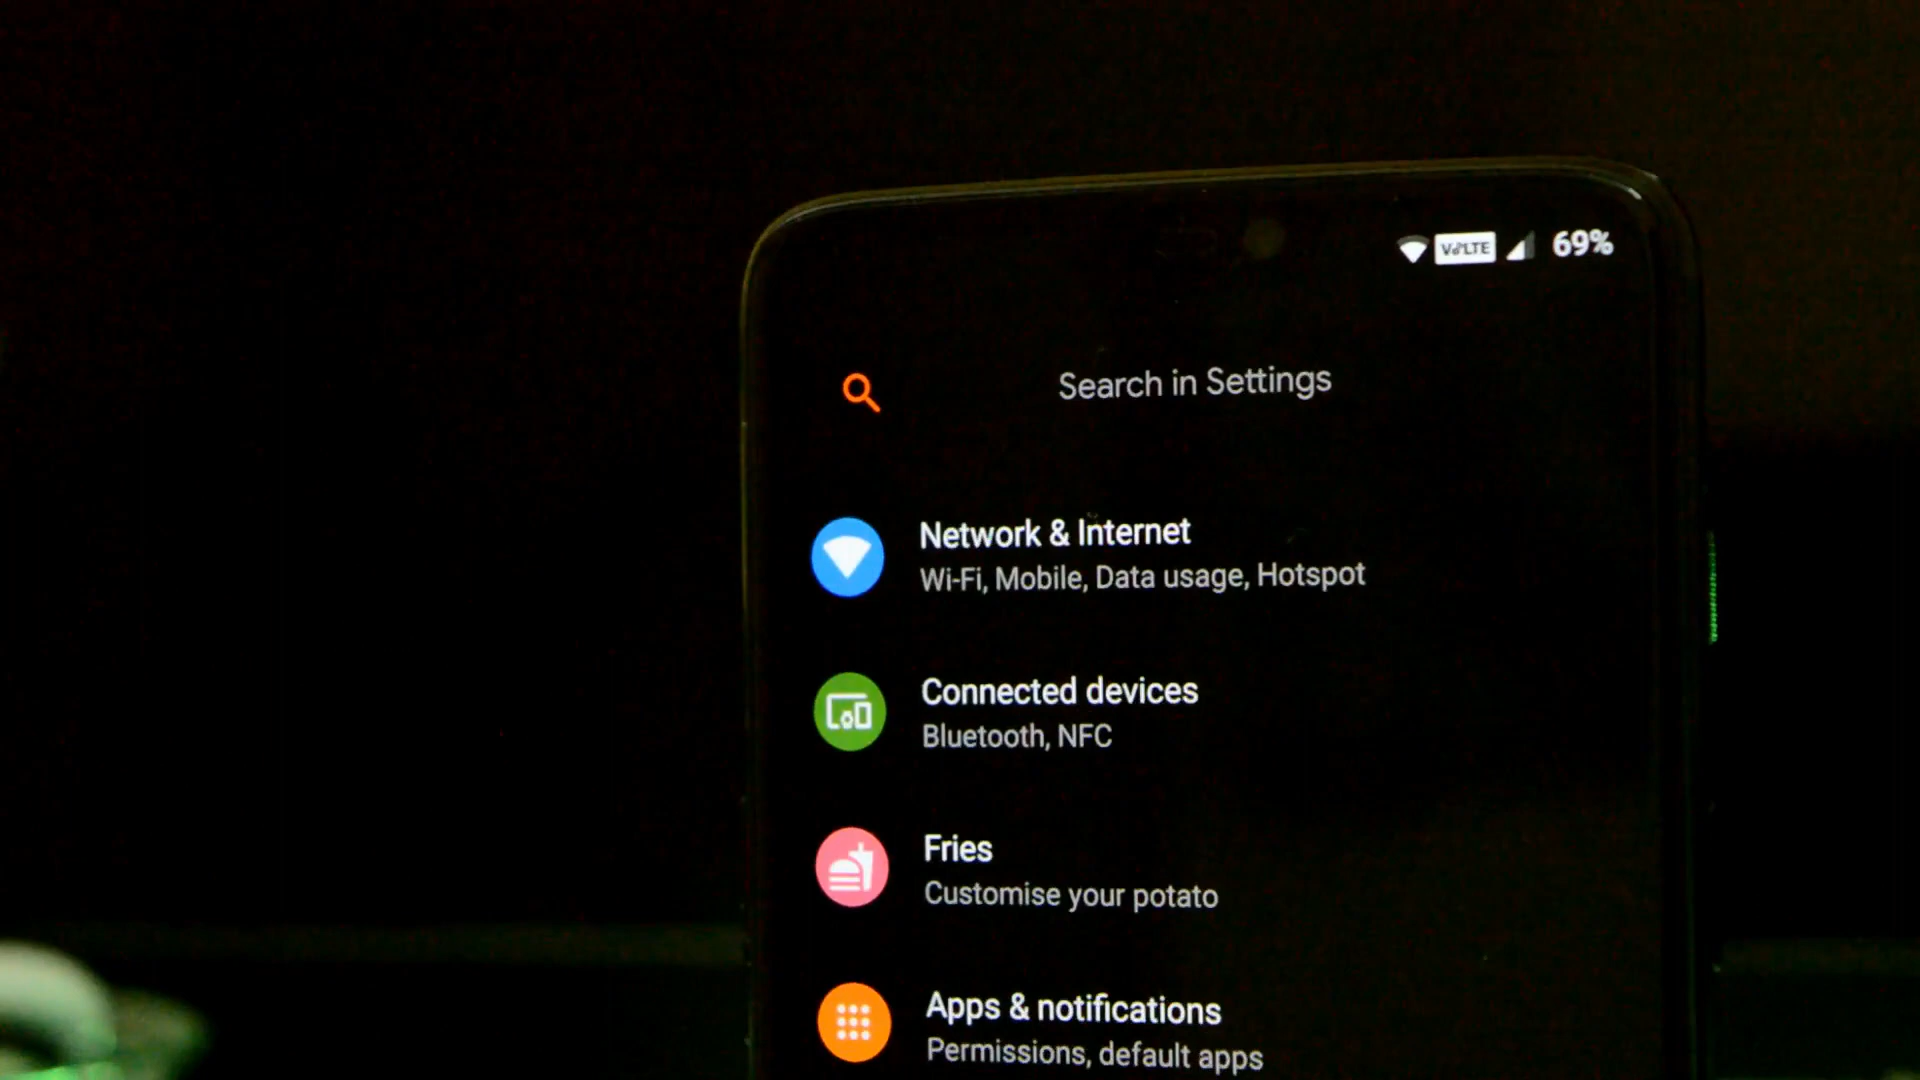 VoLTE 69%
Search in Settings
Network & Internet
Wi-Fi, Mobile, Data usage, Hotspot
Connected devices
Bluetooth, NFC
Fries
Customise your potato
Apps & notifications
Permissions, default apps